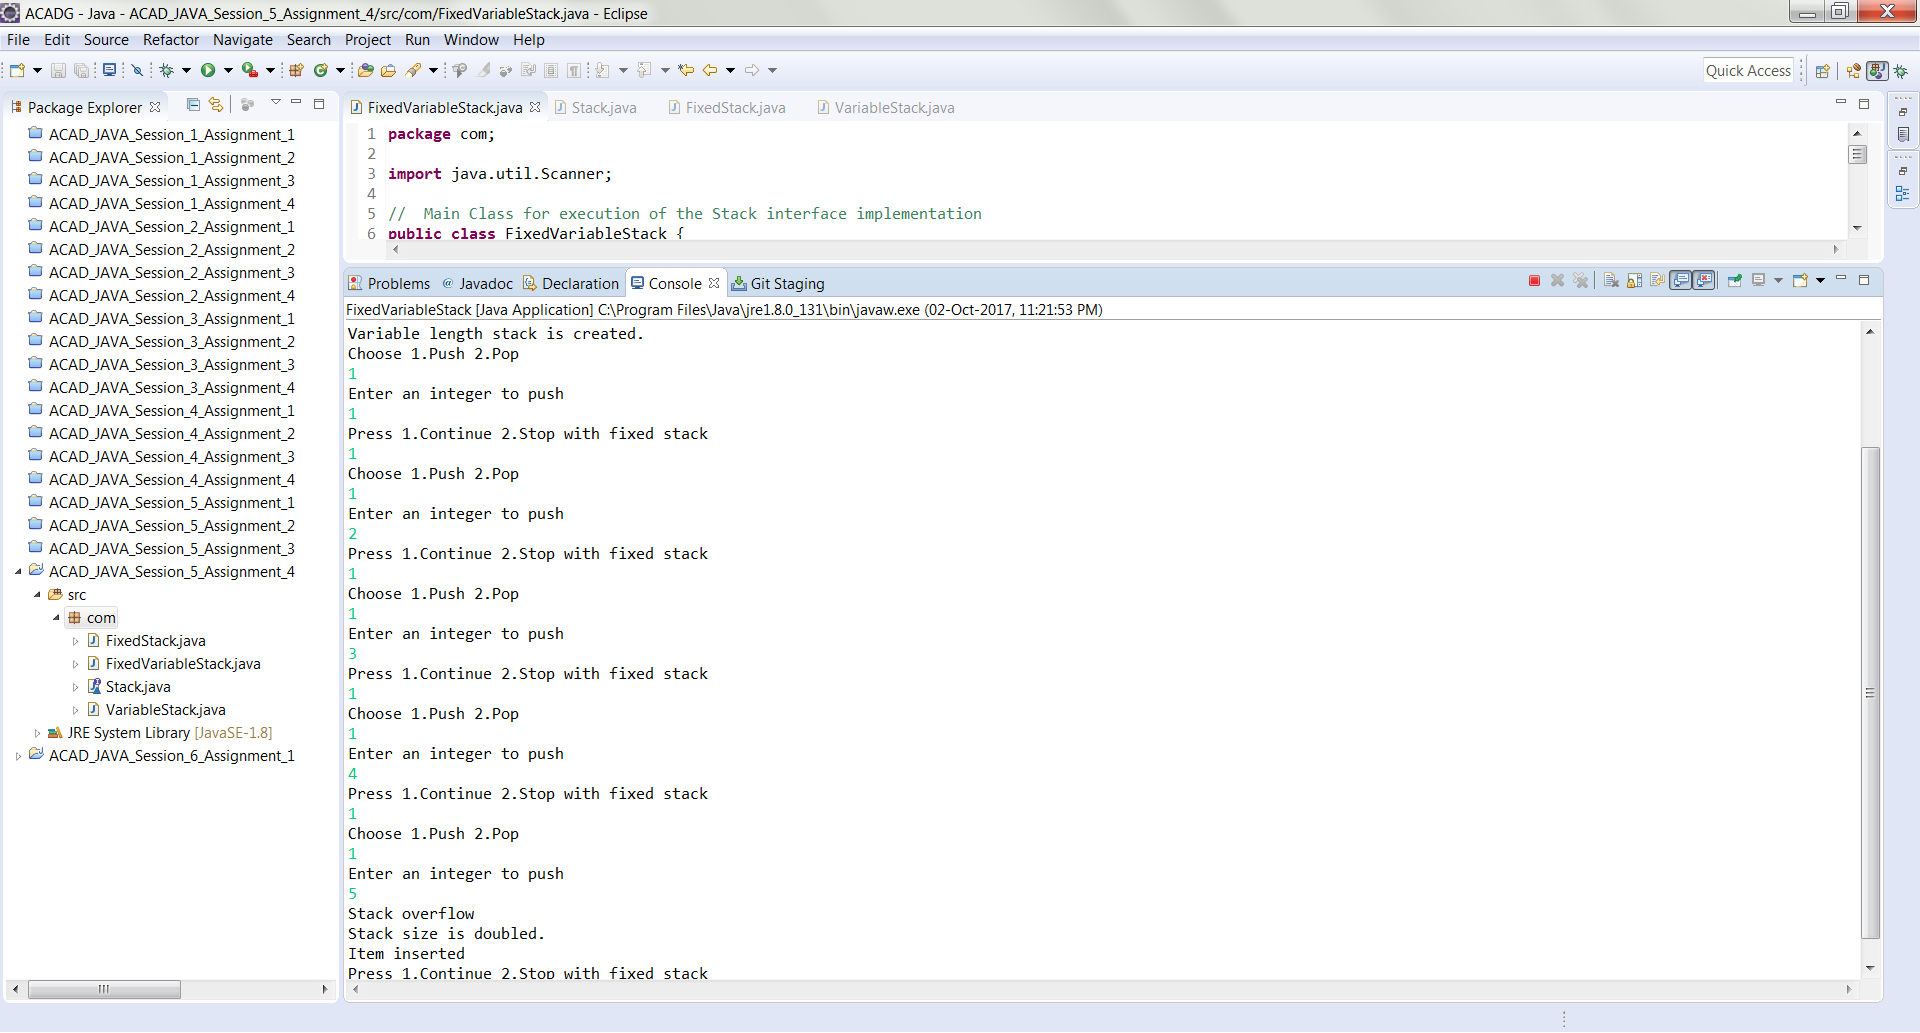 ACADG - Java - ACAD_JAVA_Session_5_Assignment_4/src/com/FixedVariableStack.java - Eclipse
File Edit Source Refactor Navigate Search Project Run Window Help
Quick Access
Package Explorer
ACAD_JAVA_Session_1_Assignment_1
ACAD_JAVA_Session_1_Assignment_2
ACAD_JAVA_Session_1_Assignment_3
ACAD_JAVA_Session_1_Assignment_4
ACAD_JAVA_Session_2_Assignment_1
ACAD_JAVA_Session_2_Assignment_2
ACAD_JAVA_Session_2_Assignment_3
ACAD_JAVA_Session_2_Assignment_4
ACAD_JAVA_Session_3_Assignment_1
ACAD_JAVA_Session_3_Assignment_2
ACAD_JAVA_Session_3_Assignment_3
ACAD_JAVA_Session_3_Assignment_4
ACAD_JAVA_Session_4_Assignment_1
ACAD_JAVA_Session_4_Assignment_2
ACAD_JAVA_Session_4_Assignment_3
ACAD_JAVA_Session_4_Assignment_4
ACAD_JAVA_Session_5_Assignment_1
ACAD_JAVA_Session_5_Assignment_2
ACAD_JAVA_Session_5_Assignment_3
ACAD_JAVA_Session_5_Assignment_4
src
com
FixedStack.java
FixedVariableStack.java
Stack.java
VariableStack.java
JRE System Library [JavaSE-1.8]
ACAD_JAVA_Session_6_Assignment_1
FixedVariableStack.java Stack.java FixedStack.java VariableStack.java
1 package com;
2
3 import java.util.Scanner;
4
5 // Main Class for execution of the Stack interface implementation
6 public class FixedVariableStack {
Problems @ Javadoc Declaration Console Git Staging
FixedVariableStack [Java Application] C:\Program Files\Java\jre1.8.0_131\bin\javaw.exe (02-Oct-2017, 11:21:53 PM)
Variable length stack is created.
Choose 1.Push 2.Pop
1
Enter an integer to push
1
Press 1.Continue 2.Stop with fixed stack
1
Choose 1.Push 2.Pop
1
Enter an integer to push
2
Press 1.Continue 2.Stop with fixed stack
1
Choose 1.Push 2.Pop
1
Enter an integer to push
3
Press 1.Continue 2.Stop with fixed stack
1
Choose 1.Push 2.Pop
1
Enter an integer to push
4
Press 1.Continue 2.Stop with fixed stack
1
Choose 1.Push 2.Pop
1
Enter an integer to push
5
Stack overflow
Stack size is doubled.
Item inserted
Press 1.Continue 2.Stop with fixed stack